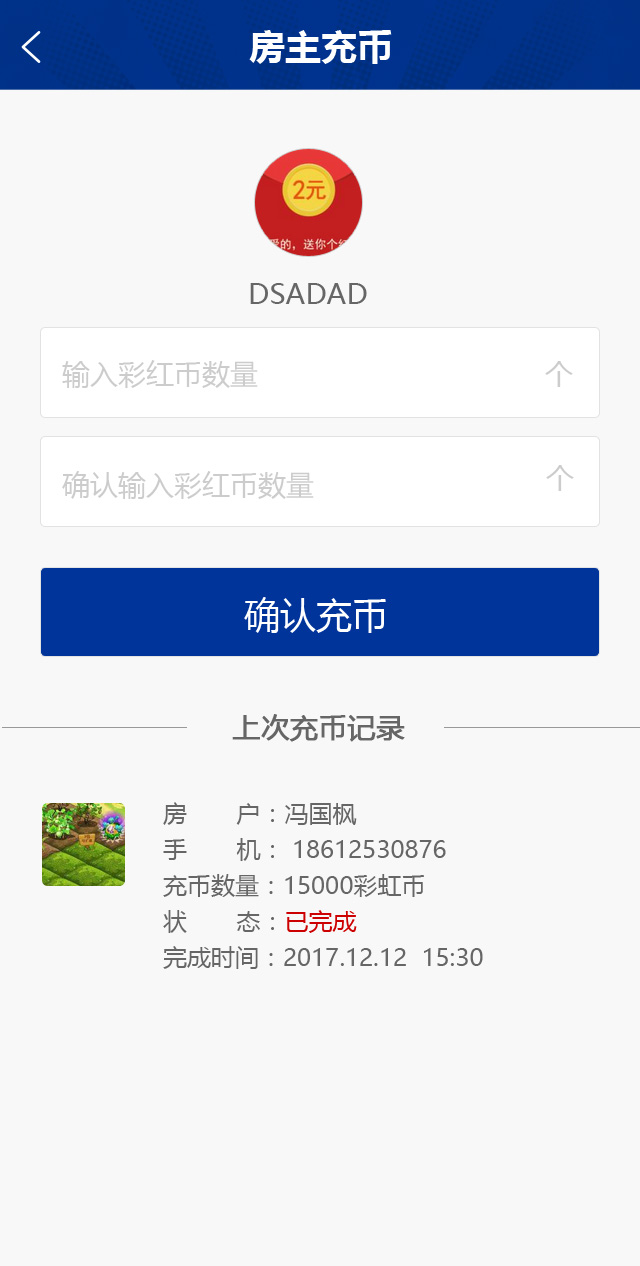 房主充币
2元
爱的，送你个红
DSADAD
输入彩红币数量 个
确认输入彩红币数量 个
确认充币
上次充币记录
房 户：冯国枫
手 机： 18612530876
充币数量：15000彩虹币
状 态：已完成
完成时间：2017.12.12 15:30